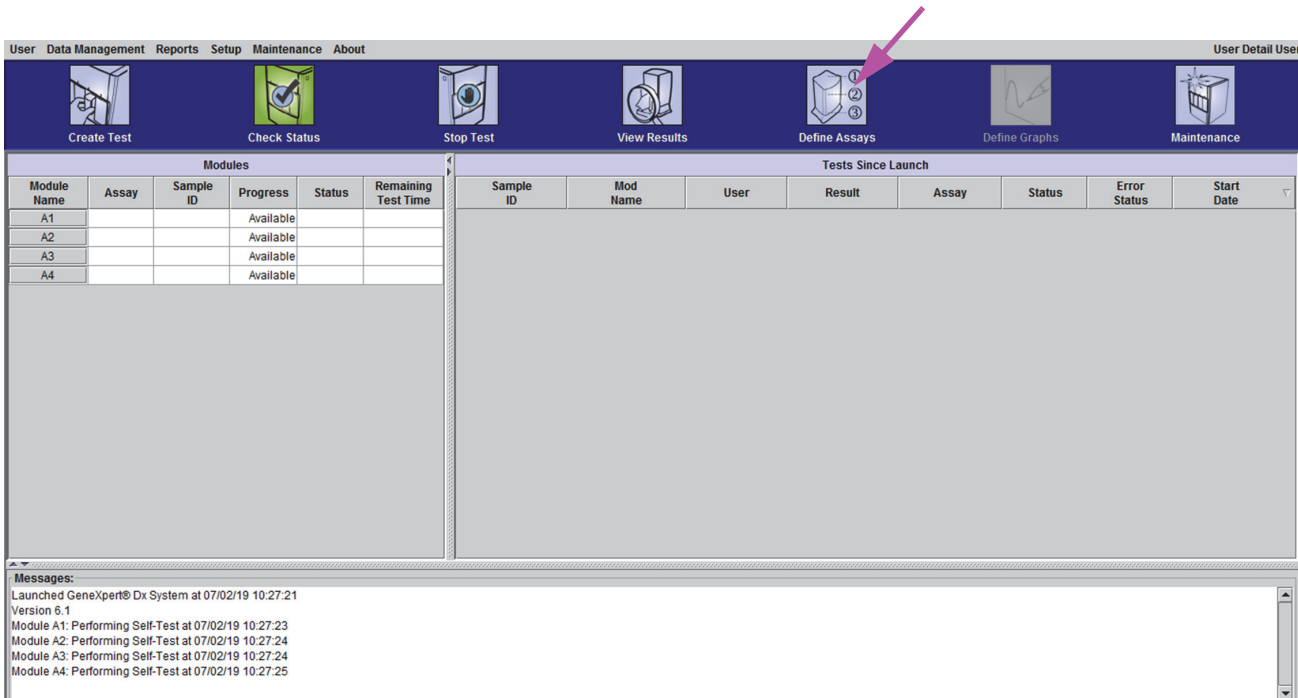 User Data Management Reports Setup Maintenance About User Detail User
① ② ③
Create Test Check Status Stop Test View Results Define Assays Define Graphs Maintenance
Modules Tests Since Launch
Module Name Assay Sample ID Progress Status Remaining Test Time Sample ID Mod Name User Result Assay Status Error Status Start Date
A1 Available
A2 Available
A3 Available
A4 Available
Messages:
Launched GeneXpert® Dx System at 07/02/19 10:27:21
Version 6.1
Module A1: Performing Self-Test at 07/02/19 10:27:23
Module A2: Performing Self-Test at 07/02/19 10:27:24
Module A3: Performing Self-Test at 07/02/19 10:27:24
Module A4: Performing Self-Test at 07/02/19 10:27:25